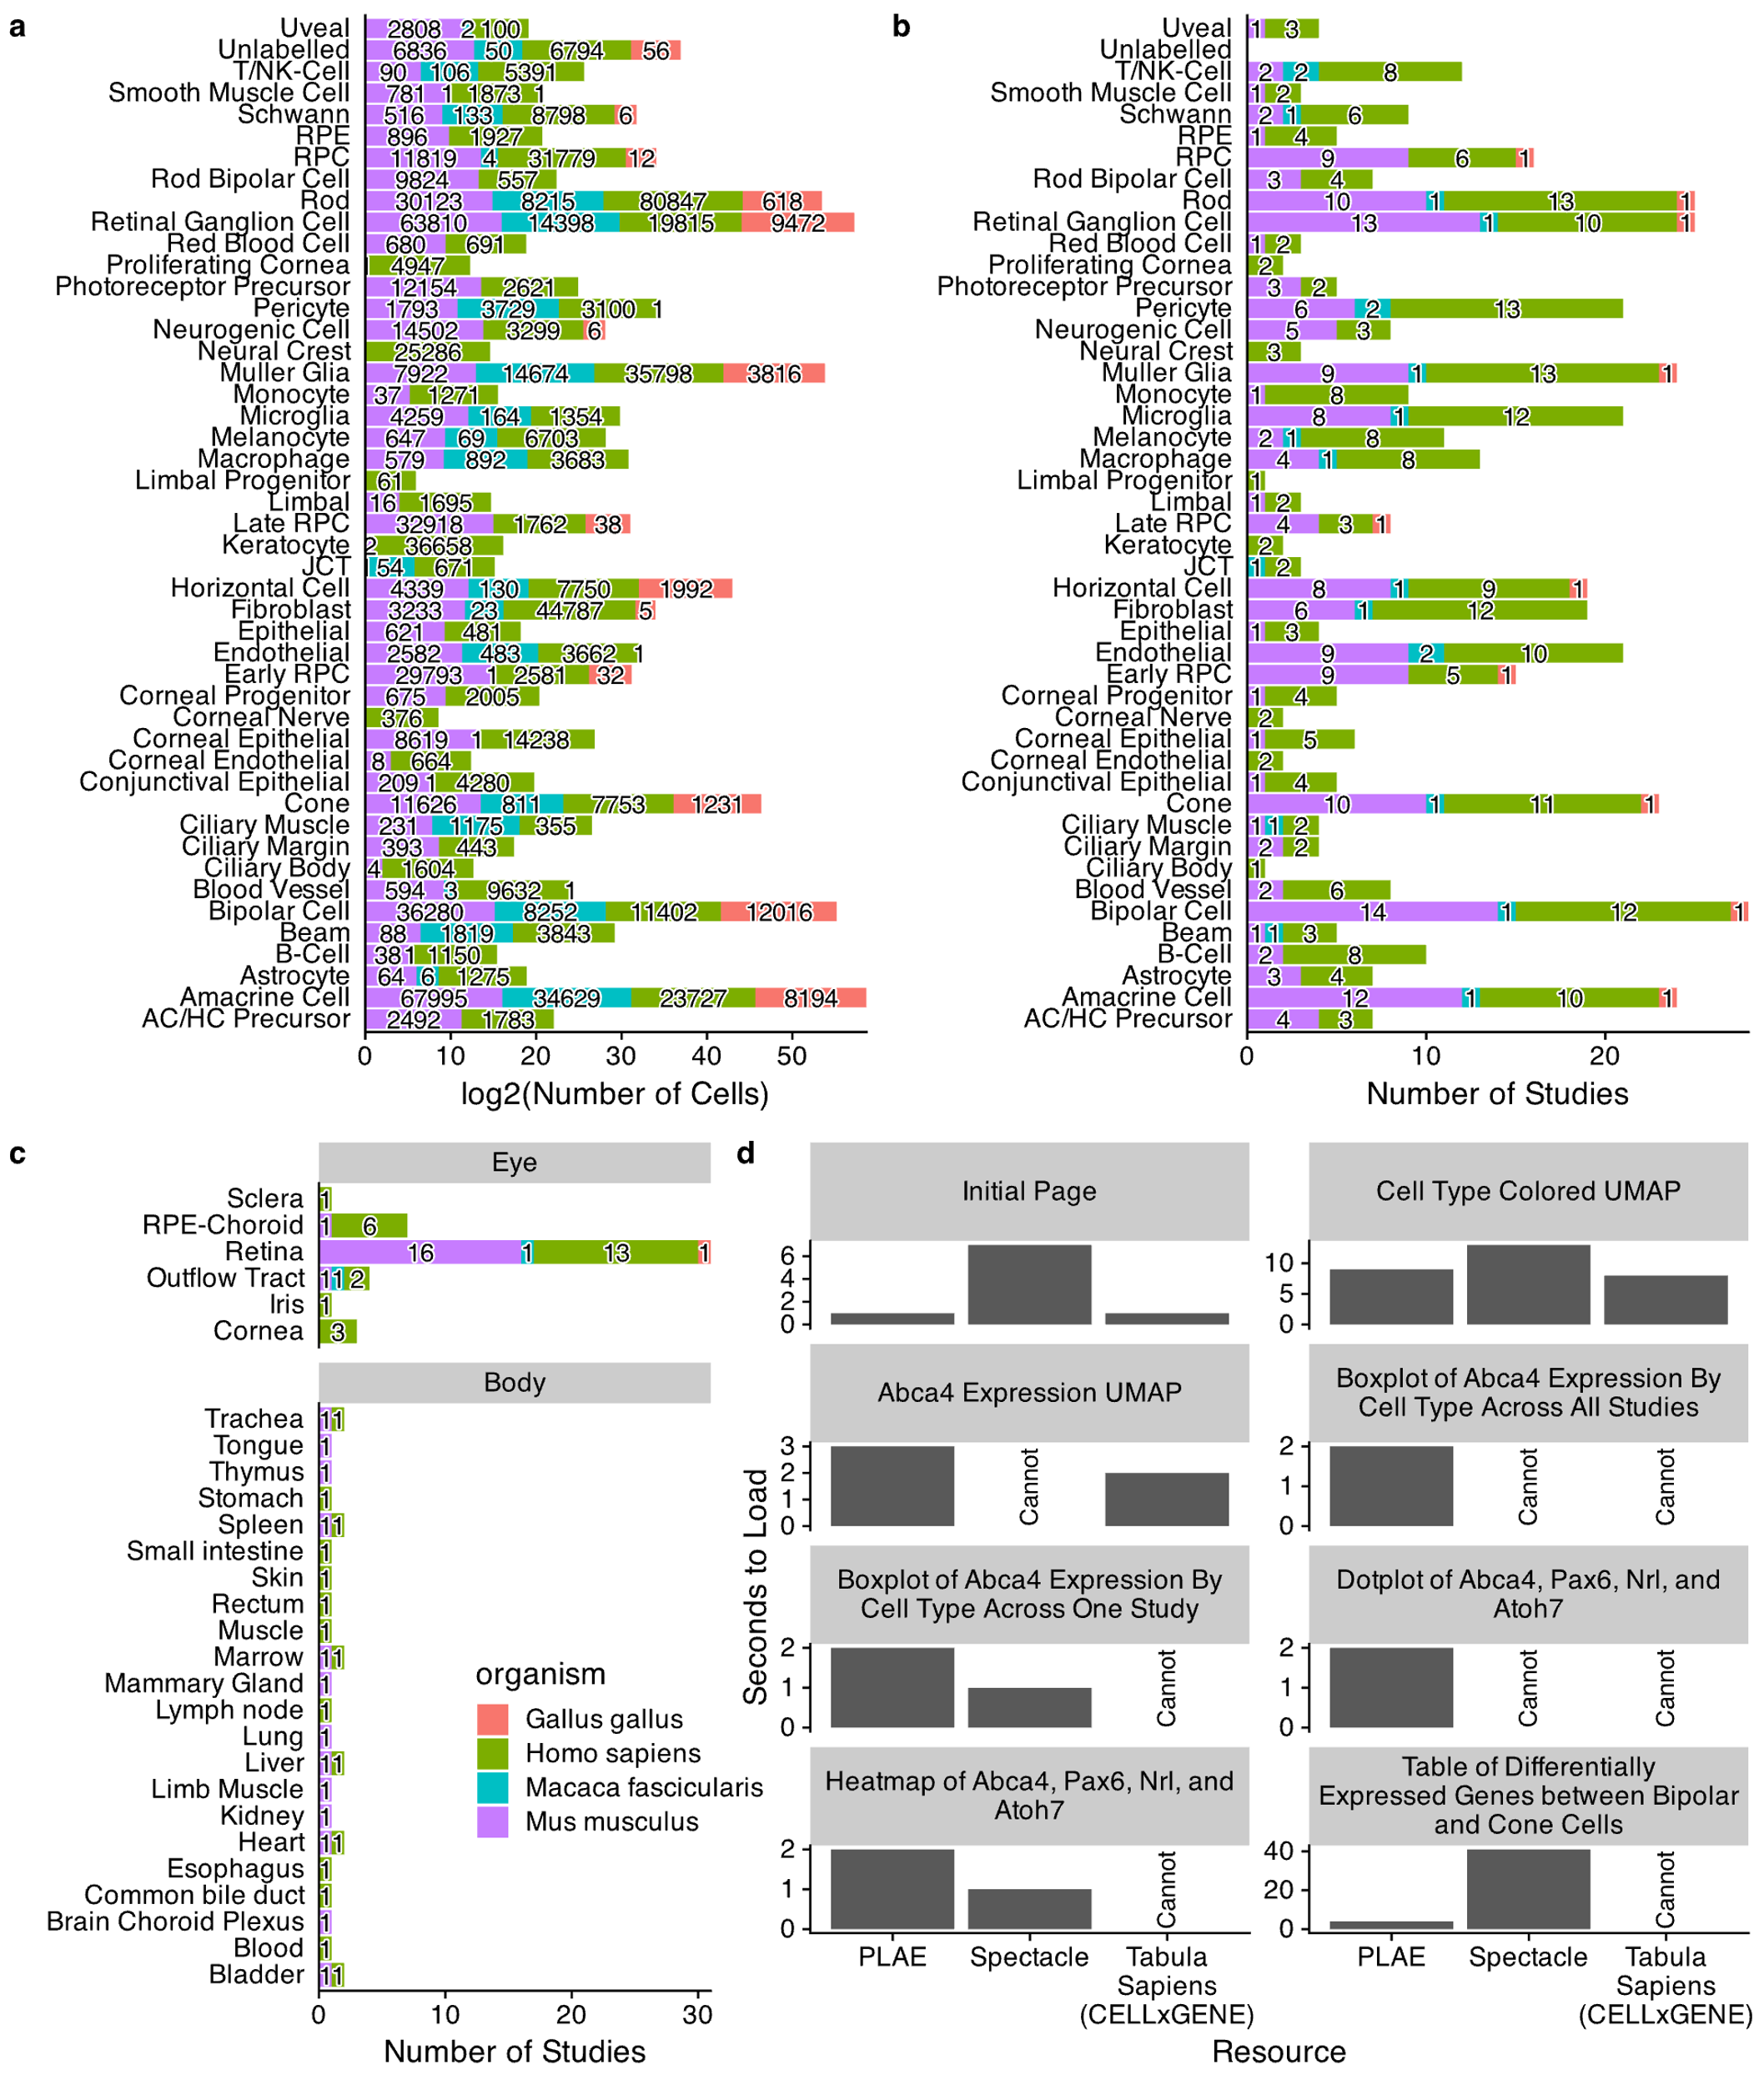 a
Uveal 2808 2 100
Unlabelled 6836 50 6794 56
T/NK-Cell 90 106 5391
Smooth Muscle Cell 781 1 1873 1
Schwann 516 133 8798 6
RPE 896 1927
RPC 11819 4 31779 12
Rod Bipolar Cell 9824 557
Rod 30123 8215 80847 618
Retinal Ganglion Cell 63810 14398 19815 9472
Red Blood Cell 680 691
Proliferating Cornea 4947
Photoreceptor Precursor 12154 2621
Pericyte 1793 3729 3100 1
Neurogenic Cell 14502 3299 6
Neural Crest 25286
Muller Glia 7922 14674 35798 3816
Monocyte 37 1271
Microglia 4259 164 1354
Melanocyte 647 69 6703
Macrophage 579 892 3683
Limbal Progenitor 61
Limbal 16 1695
Late RPC 32918 1762 38
Keratocyte 2 36658
JCT 54 671
Horizontal Cell 4339 130 7750 1992
Fibroblast 3233 23 44787 5
Epithelial 621 481
Endothelial 2582 483 3662 1
Early RPC 29793 1 2581 32
Corneal Progenitor 675 2005
Corneal Nerve 376
Corneal Epithelial 8619 1 14238
Corneal Endothelial 8 664
Conjunctival Epithelial 209 1 4280
Cone 11626 811 7753 1231
Ciliary Muscle 231 1175 355
Ciliary Margin 393 443
Ciliary Body 4 1604
Blood Vessel 594 3 9632 1
Bipolar Cell 36280 8252 11402 12016
Beam 88 1819 3843
B-Cell 38 1 1150
Astrocyte 64 6 1275
Amacrine Cell 67995 34629 23727 8194
AC/HC Precursor 2492 1783
0 10 20 30 40 50
log2(Number of Cells)
b
Uveal 1 3
Unlabelled
T/NK-Cell 2 2 8
Smooth Muscle Cell 1 2
Schwann 2 1 6
RPE 1 4
RPC 9 6 1
Rod Bipolar Cell 3 4
Rod 10 1 13 1
Retinal Ganglion Cell 13 1 10 1
Red Blood Cell 1 2
Proliferating Cornea 2
Photoreceptor Precursor 3 2
Pericyte 6 2 13
Neurogenic Cell 5 3
Neural Crest 3
Muller Glia 9 1 13 1
Monocyte 1 8
Microglia 8 1 12
Melanocyte 2 1 8
Macrophage 4 1 8
Limbal Progenitor 1
Limbal 1 2
Late RPC 4 3 1
Keratocyte 2
JCT 1 2
Horizontal Cell 8 1 9 1
Fibroblast 6 1 12
Epithelial 1 3
Endothelial 9 2 10
Early RPC 9 5 1
Corneal Progenitor 1 4
Corneal Nerve 2
Corneal Epithelial 1 5
Corneal Endothelial 2
Conjunctival Epithelial 1 4
Cone 10 1 11 1
Ciliary Muscle 1 1 2
Ciliary Margin 2 2
Ciliary Body 1
Blood Vessel 2 6
Bipolar Cell 14 1 12 1
Beam 1 1 3
B-Cell 2 8
Astrocyte 3 4
Amacrine Cell 12 1 10 1
AC/HC Precursor 4 3
0 10 20
Number of Studies
c
Eye
Sclera 1
RPE-Choroid 1 6
Retina 16 1 13 1
Outflow Tract 1 1 2
Iris 1
Cornea 3
Body
Trachea 1 1
Tongue 1
Thymus 1
Stomach 1
Spleen 1 1
Small intestine 1
Skin 1
Rectum 1
Muscle 1
Marrow 1 1
Mammary Gland 1
Lymph node 1
Lung 1
Liver 1 1
Limb Muscle 1
Kidney 1
Heart 1 1
Esophagus 1
Common bile duct 1
Brain Choroid Plexus 1
Blood 1
Bladder 1 1
0 10 20 30
Number of Studies
organism
Gallus gallus
Homo sapiens
Macaca fascicularis
Mus musculus
d
Seconds to Load
Initial Page
6
4
2
0
Cell Type Colored UMAP
10
5
0
Abca4 Expression UMAP
3
2
1
0
Cannot
Boxplot of Abca4 Expression By
Cell Type Across All Studies
2
1
0
Cannot
Cannot
Boxplot of Abca4 Expression By
Cell Type Across One Study
2
1
0
Cannot
Dotplot of Abca4, Pax6, Nrl, and
Atoh7
2
1
0
Cannot
Cannot
Heatmap of Abca4, Pax6, Nrl, and
Atoh7
2
1
0
Cannot
Table of Differentially
Expressed Genes between Bipolar
and Cone Cells
40
20
0
Cannot
PLAE Spectacle Tabula
Sapiens
(CELLxGENE)
PLAE Spectacle Tabula
Sapiens
(CELLxGENE)
Resource